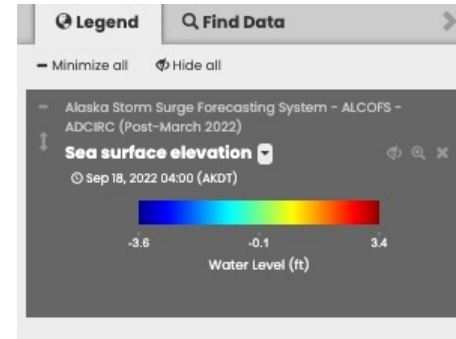 Legend
Find Data
Minimize all
Hide all
Alaska Storm Surge Forecasting System - ALCOFS -
ADCIRC (Post-March 2022)
Sea surface elevation
Sep 18, 2022 04:00 (AKDT)
-3.6 -0.1 3.4
Water Level (ft)